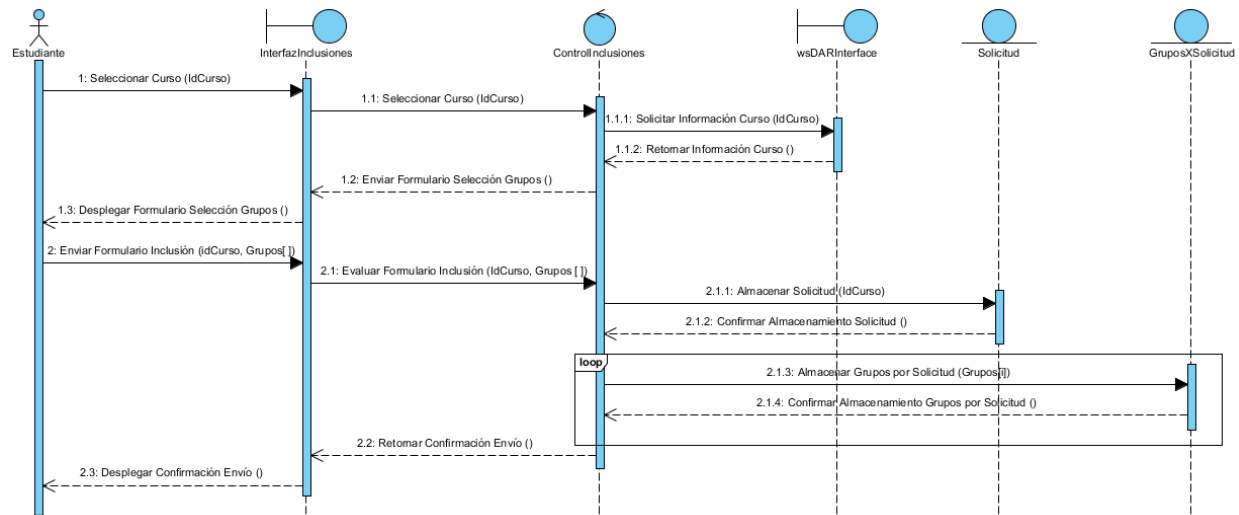 Estudiante
InterfazInclusiones
ControlInclusiones
wsDARInterface
Solicitud
GruposXSolicitud
1: Seleccionar Curso (IdCurso)
1.1: Seleccionar Curso (IdCurso)
1.1.1: Solicitar Información Curso (IdCurso)
1.1.2: Retornar Información Curso ()
1.2: Enviar Formulario Selección Grupos ()
1.3: Desplegar Formulario Selección Grupos ()
2: Enviar Formulario Inclusión (idCurso, Grupos[ ])
2.1: Evaluar Formulario Inclusión (IdCurso, Grupos [ ])
2.1.1: Almacenar Solicitud (IdCurso)
2.1.2: Confirmar Almacenamiento Solicitud ()
loop
2.1.3: Almacenar Grupos por Solicitud (Grupos[i])
2.1.4: Confirmar Almacenamiento Grupos por Solicitud ()
2.2: Retornar Confirmación Envío ()
2.3: Desplegar Confirmación Envío ()